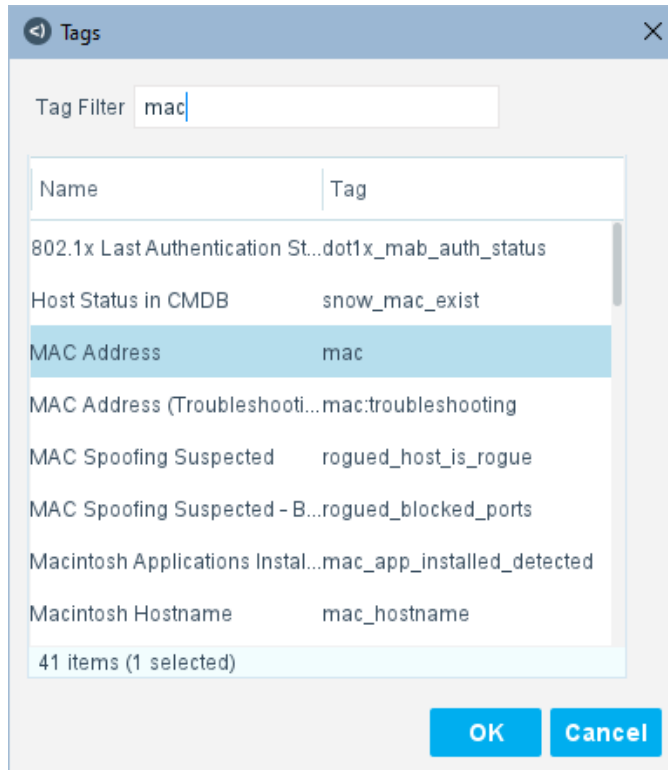 Tags
Tag Filter mac
Name Tag
802.1x Last Authentication St...dot1x_mab_auth_status
Host Status in CMDB snow_mac_exist
MAC Address mac
MAC Address (Troubleshooti...mac:troubleshooting
MAC Spoofing Suspected rogued_host_is_rogue
MAC Spoofing Suspected - B...rogued_blocked_ports
Macintosh Applications Instal...mac_app_installed_detected
Macintosh Hostname mac_hostname
41 items (1 selected)
OK Cancel